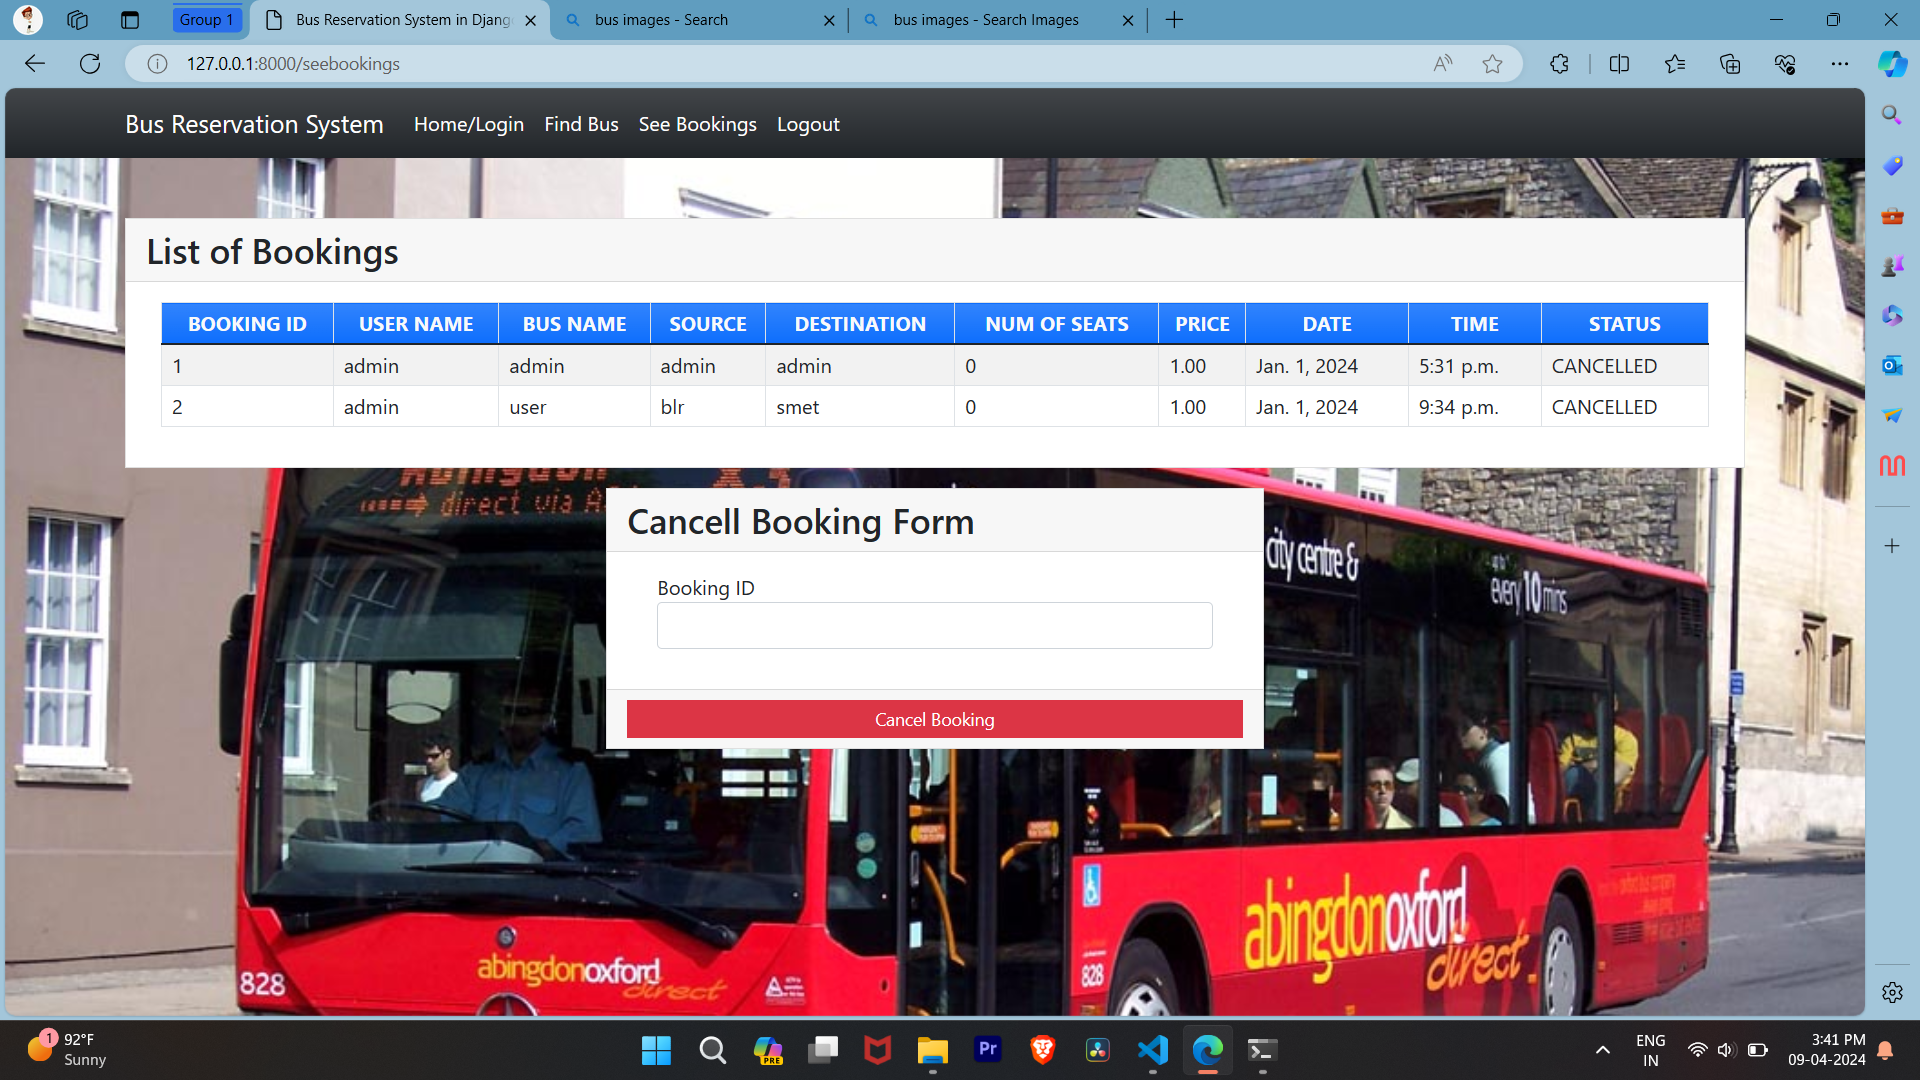 Group 1
Bus Reservation System in Djang
bus images - Search
bus images - Search Images
127.0.0.1:8000/seebookings
Bus Reservation System Home/Login Find Bus See Bookings Logout
List of Bookings
BOOKING ID USER NAME BUS NAME SOURCE DESTINATION NUM OF SEATS PRICE DATE TIME STATUS
1 admin admin admin admin 0 1.00 Jan. 1, 2024 5:31 p.m. CANCELLED
2 admin user blr smet 0 1.00 Jan. 1, 2024 9:34 p.m. CANCELLED
direct via A
Cancell Booking Form
Booking ID
Cancel Booking
city centre &
up to
every 10 mins
abingdonoxford
direct
828
abingdonoxford
direct
828
1
92°F
Sunny
PRE
Pr
ENG
IN
3:41 PM
09-04-2024